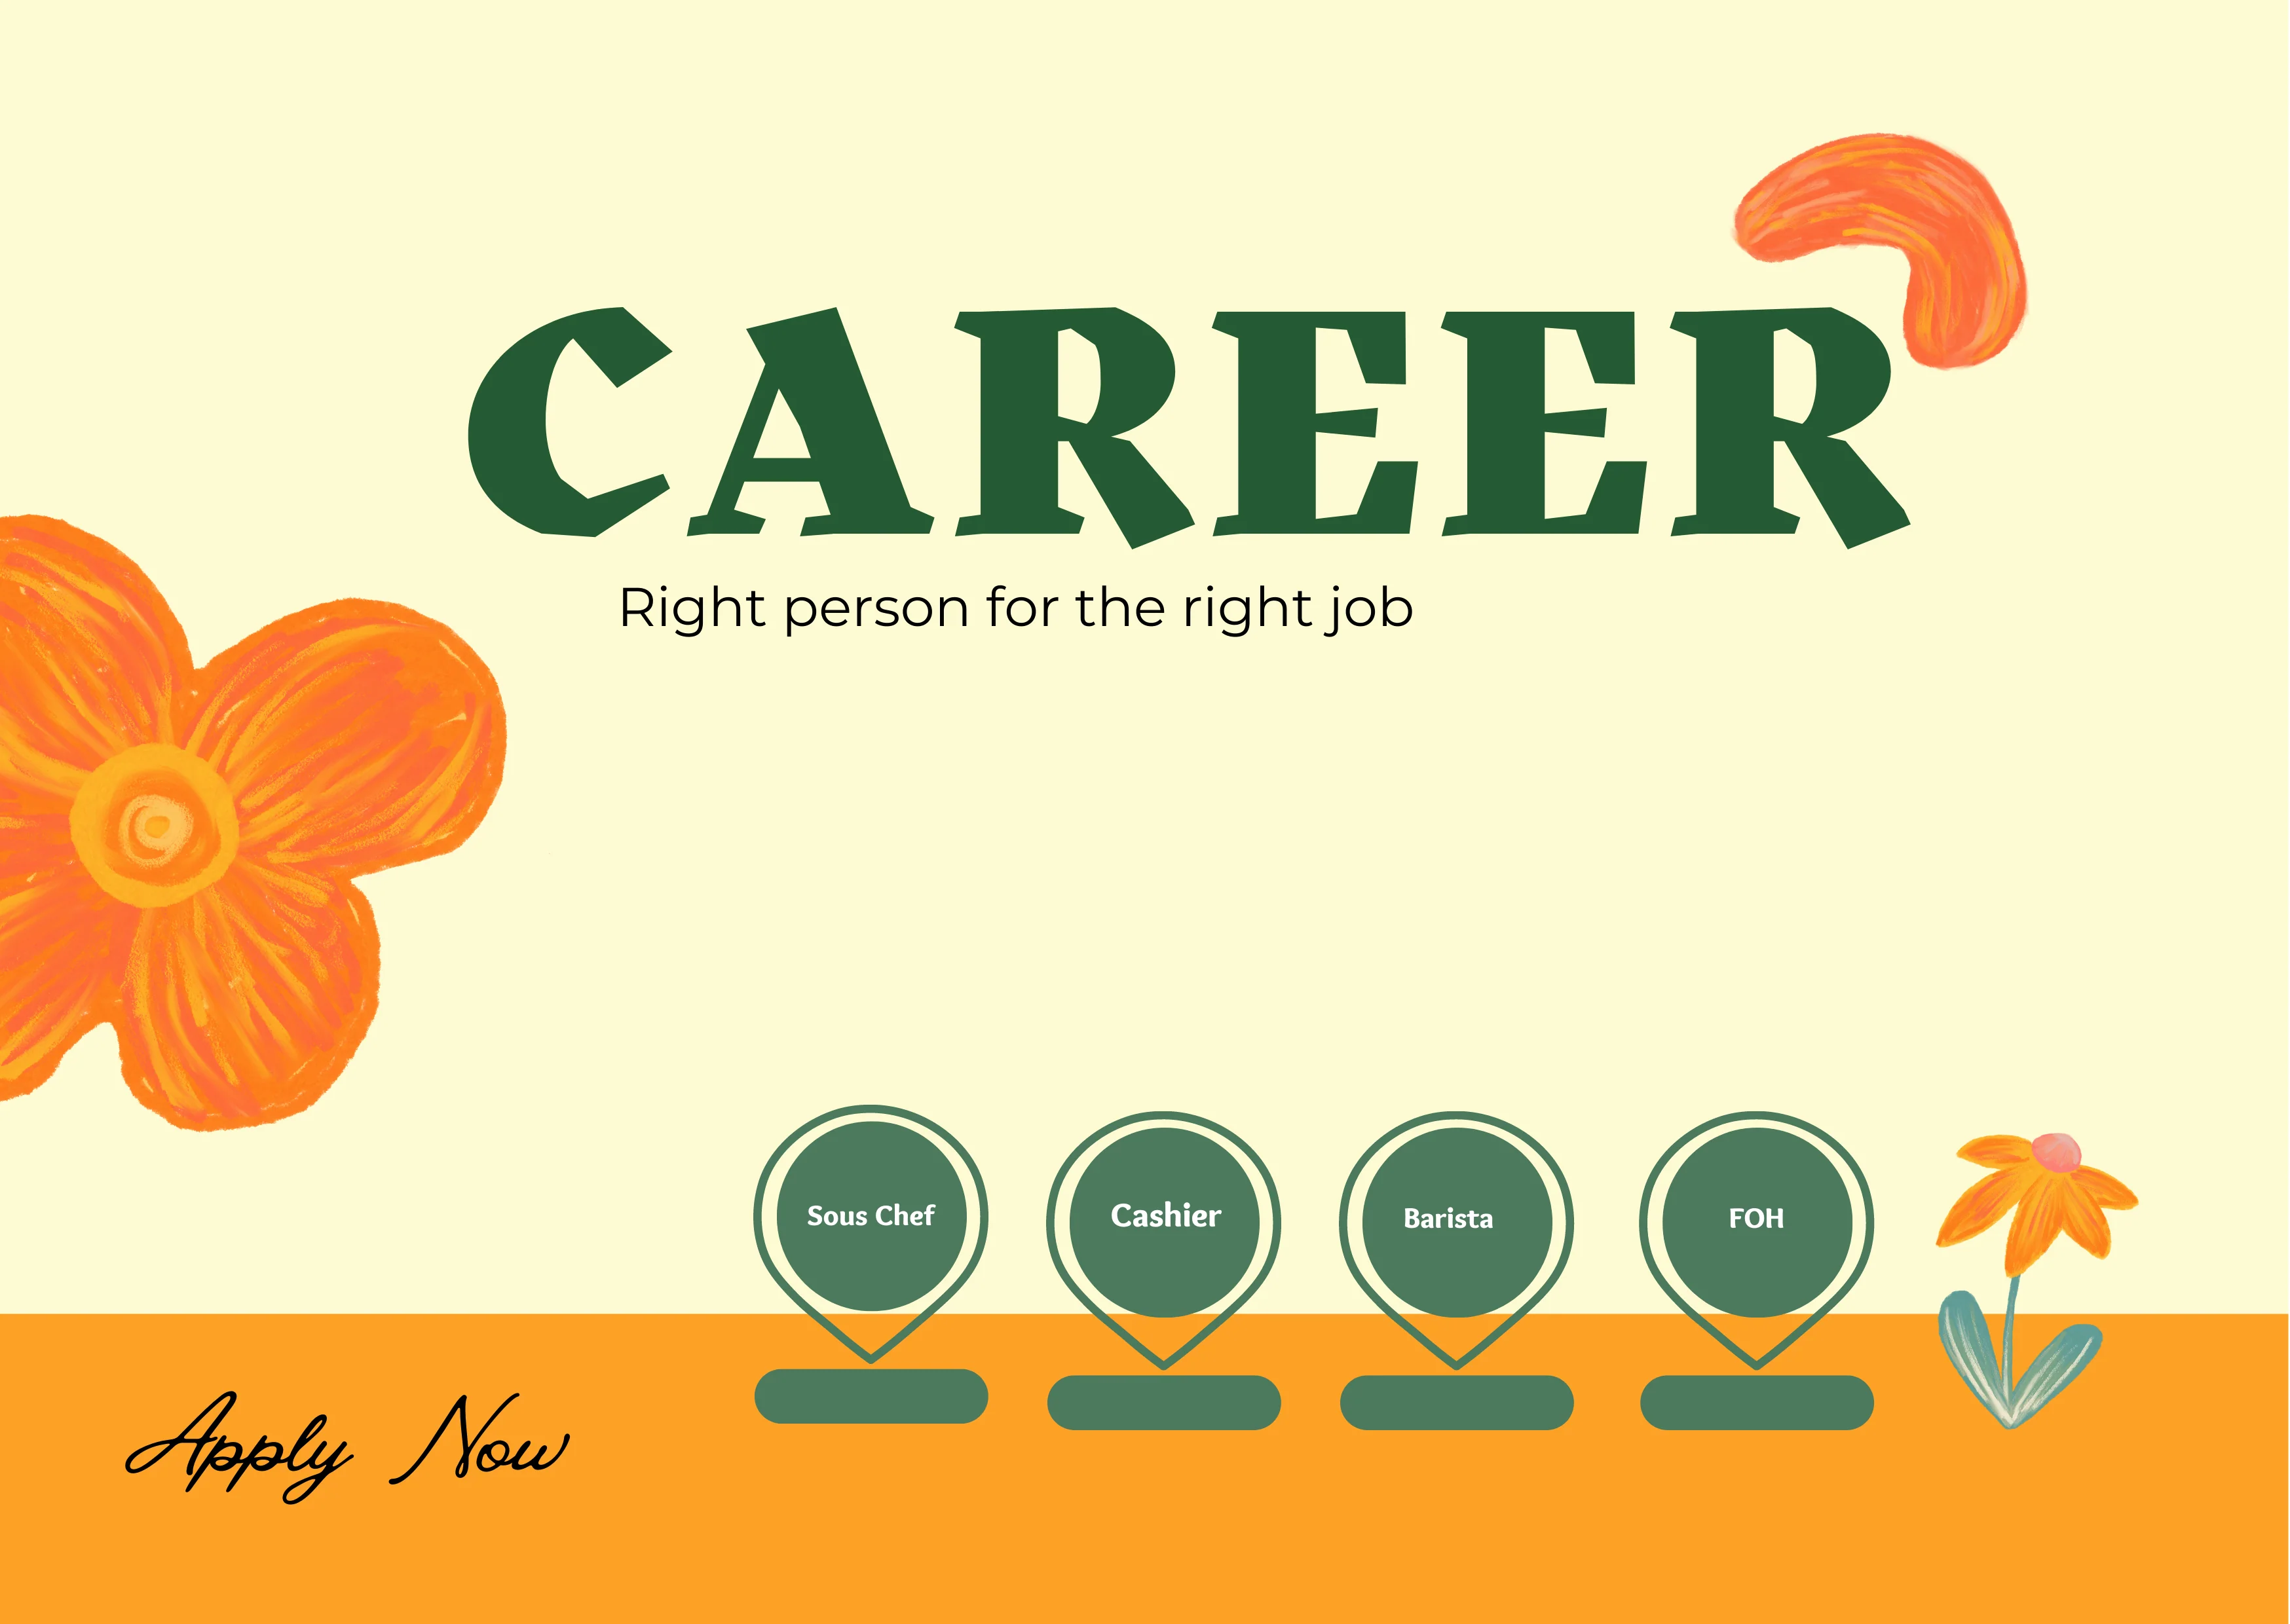 CAREER
Right person for the right job
Sous Chef
Cashier
Barista
FOH
Apply Now